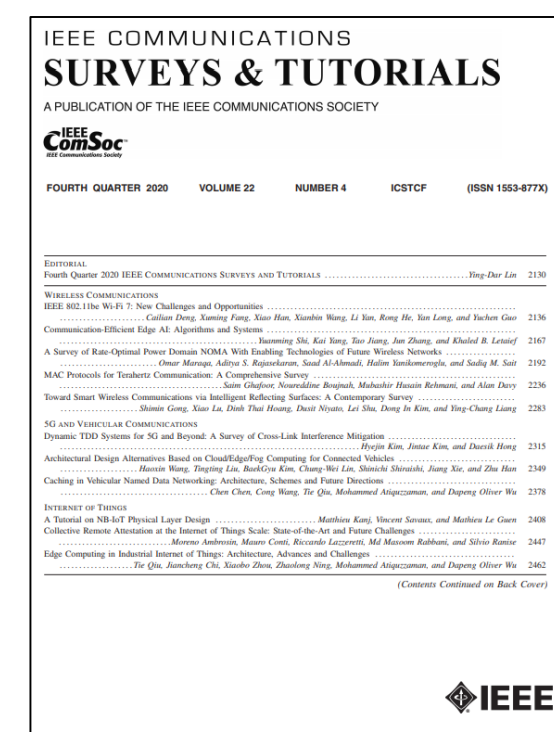 IEEE COMMUNICATIONS
SURVEYS & TUTORIALS
A PUBLICATION OF THE IEEE COMMUNICATIONS SOCIETY
IEEE
ComSoc™
IEEE Communications Society
FOURTH QUARTER 2020 VOLUME 22 NUMBER 4 ICSTCF (ISSN 1553-877X)
EDITORIAL
Fourth Quarter 2020 IEEE COMMUNICATIONS SURVEYS AND TUTORIALS ..................................... Ying-Dar Lin 2130
WIRELESS COMMUNICATIONS
IEEE 802.11be Wi-Fi 7: New Challenges and Opportunities ..............................................................
...................... Cailian Deng, Xuming Fang, Xiao Han, Xianbin Wang, Li Yan, Rong He, Yan Long, and Yuchen Guo 2136
Communication-Efficient Edge AI: Algorithms and Systems ..............................................................
.................................................... Yuanming Shi, Kai Yang, Tao Jiang, Jun Zhang, and Khaled B. Letaief 2167
A Survey of Rate-Optimal Power Domain NOMA With Enabling Technologies of Future Wireless Networks .................
.................. Omar Maraqa, Aditya S. Rajasekaran, Saad Al-Ahmadi, Halim Yanikomeroglu, and Sadiq M. Sait 2192
MAC Protocols for Terahertz Communication: A Comprehensive Survey ...................................................
........................................... Saim Ghafoor, Noureddine Boujnah, Mubashir Husain Rehmani, and Alan Davy 2236
Toward Smart Wireless Communications via Intelligent Reflecting Surfaces: A Contemporary Survey ........................
..................... Shimin Gong, Xiao Lu, Dinh Thai Hoang, Dusit Niyato, Lei Shu, Dong In Kim, and Ying-Chang Liang 2283
5G AND VEHICULAR COMMUNICATIONS
Dynamic TDD Systems for 5G and Beyond: A Survey of Cross-Link Interference Mitigation ................................
................................................................................ Hyejin Kim, Jintae Kim, and Daesik Hong 2315
Architectural Design Alternatives Based on Cloud/Edge/Fog Computing for Connected Vehicles .............................
................... Haoxin Wang, Tingting Liu, BaekGyu Kim, Chung-Wei Lin, Shinichi Shiraishi, Jiang Xie, and Zhu Han 2349
Caching in Vehicular Named Data Networking: Architecture, Schemes and Future Directions ................................
...................................... Chen Chen, Cong Wang, Tie Qiu, Mohammed Atiquzzaman, and Dapeng Oliver Wu 2378
INTERNET OF THINGS
A Tutorial on NB-IoT Physical Layer Design ......................... Matthieu Kanj, Vincent Savaux, and Mathieu Le Guen 2408
Collective Remote Attestation at the Internet of Things Scale: State-of-the-Art and Future Challenges ........................
............................ Moreno Ambrosin, Mauro Conti, Riccardo Lazzeretti, Md Masoom Rabbani, and Silvio Ranise 2447
Edge Computing in Industrial Internet of Things: Architecture, Advances and Challenges ...................................
................... Tie Qiu, Jiancheng Chi, Xiaobo Zhou, Zhaolong Ning, Mohammed Atiquzzaman, and Dapeng Oliver Wu 2462
(Contents Continued on Back Cover)
IEEE